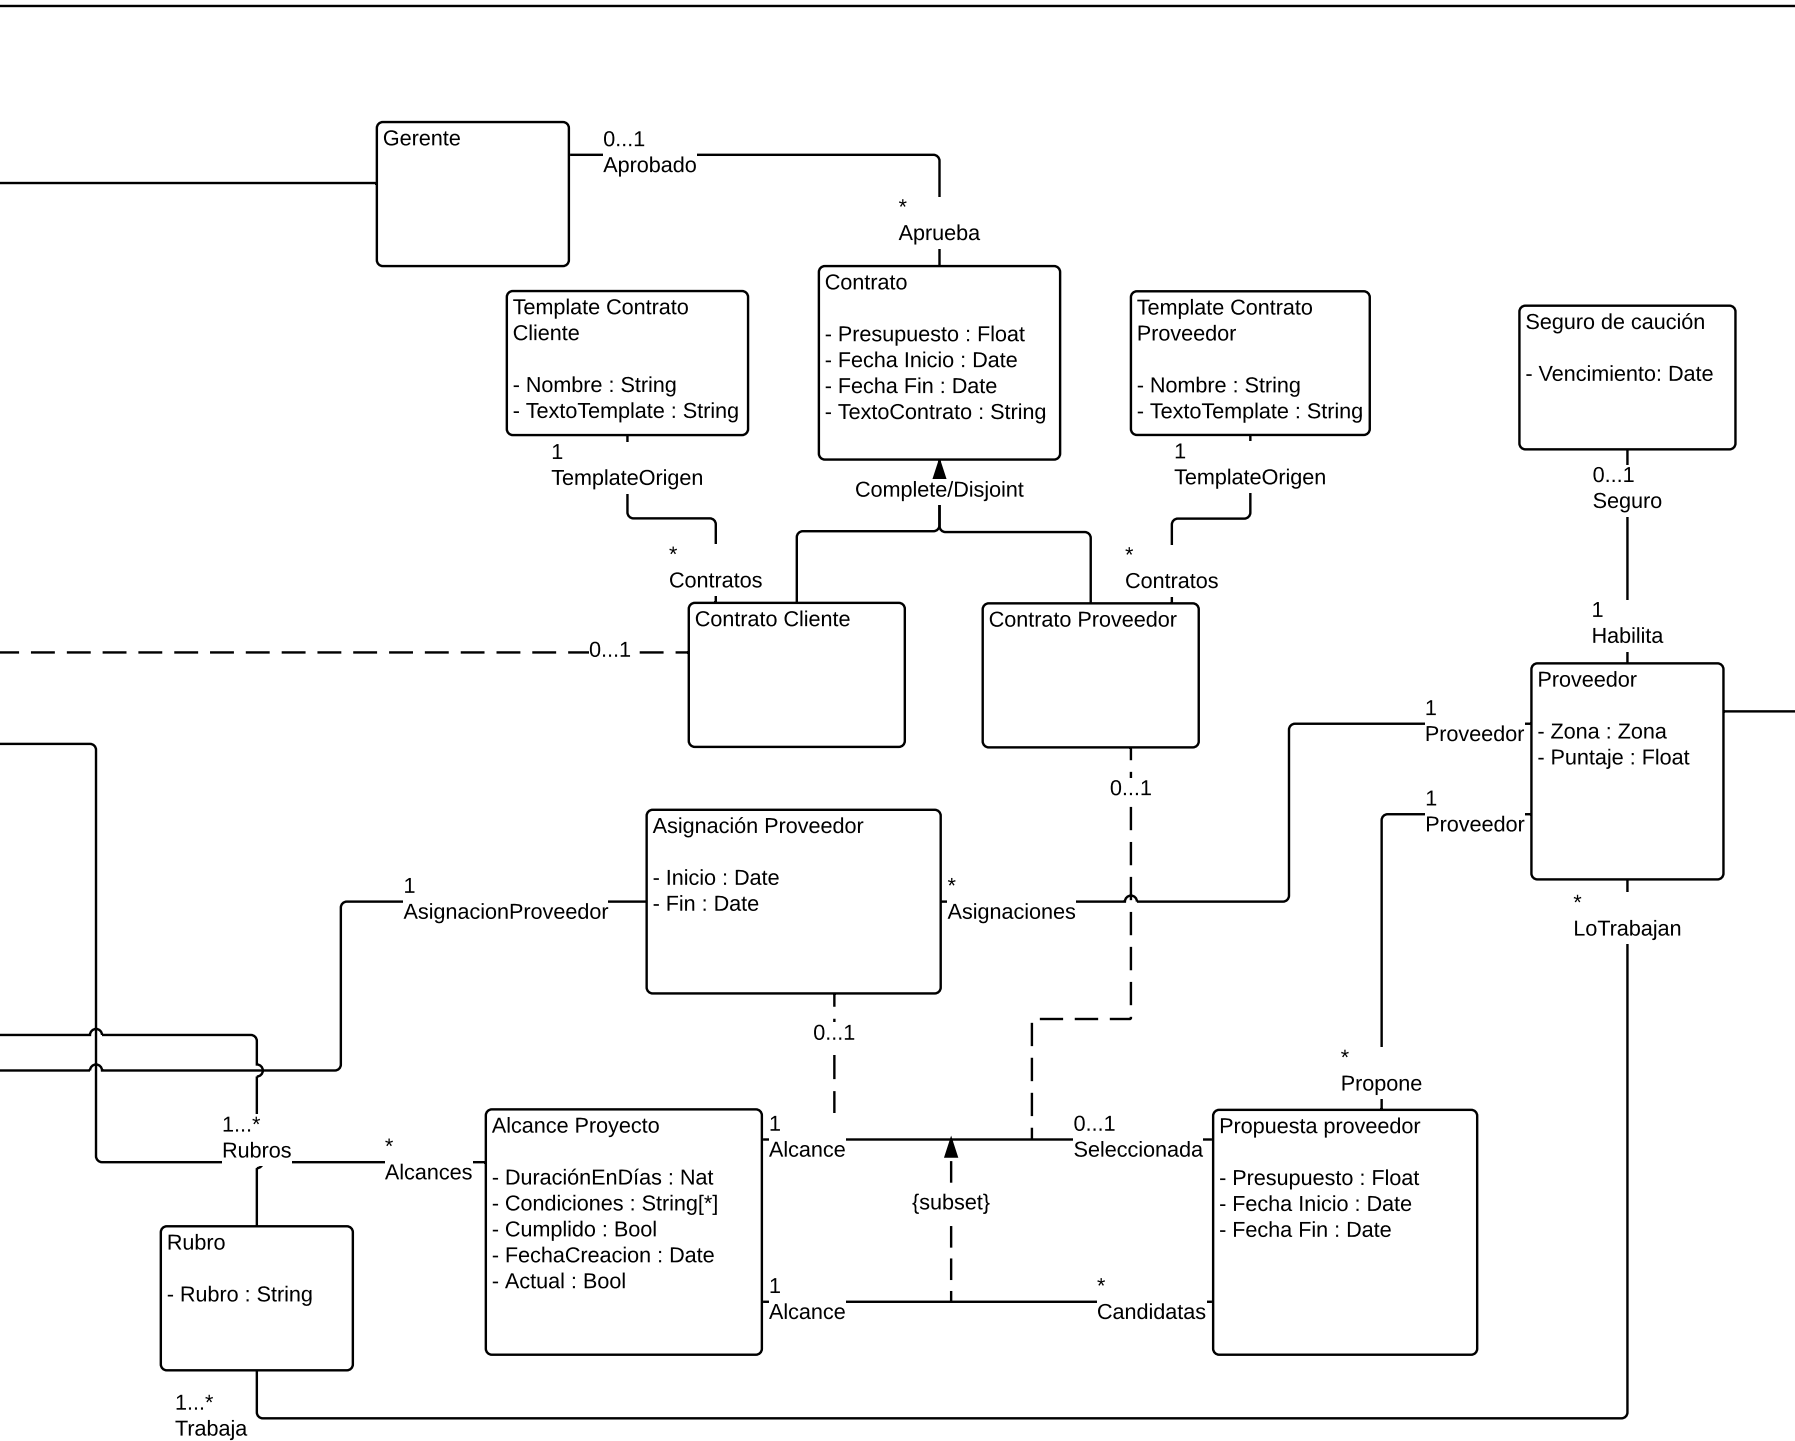 Gerente
0...1
Aprobado
*
Aprueba
Contrato
- Presupuesto : Float
- Fecha Inicio : Date
- Fecha Fin : Date
- TextoContrato : String
Template Contrato
Cliente
- Nombre : String
- TextoTemplate : String
Template Contrato
Proveedor
- Nombre : String
- TextoTemplate : String
Seguro de caución
- Vencimiento: Date
1
TemplateOrigen
Complete/Disjoint
1
TemplateOrigen
0...1
Seguro
*
Contratos
*
Contratos
1
Habilita
Contrato Cliente
Contrato Proveedor
0...1
Proveedor
- Zona : Zona
- Puntaje : Float
1
Proveedor
1
Proveedor
0...1
Asignación Proveedor
- Inicio : Date
- Fin : Date
1
AsignacionProveedor
*
Asignaciones
*
LoTrabajan
0...1
*
Propone
1...*
Rubros
*
Alcances
Alcance Proyecto
- DuraciónEnDías : Nat
- Condiciones : String[*]
- Cumplido : Bool
- FechaCreacion : Date
- Actual : Bool
1
Alcance
0...1
Seleccionada
{subset}
1
Alcance
*
Candidatas
Propuesta proveedor
- Presupuesto : Float
- Fecha Inicio : Date
- Fecha Fin : Date
Rubro
- Rubro : String
1...*
Trabaja